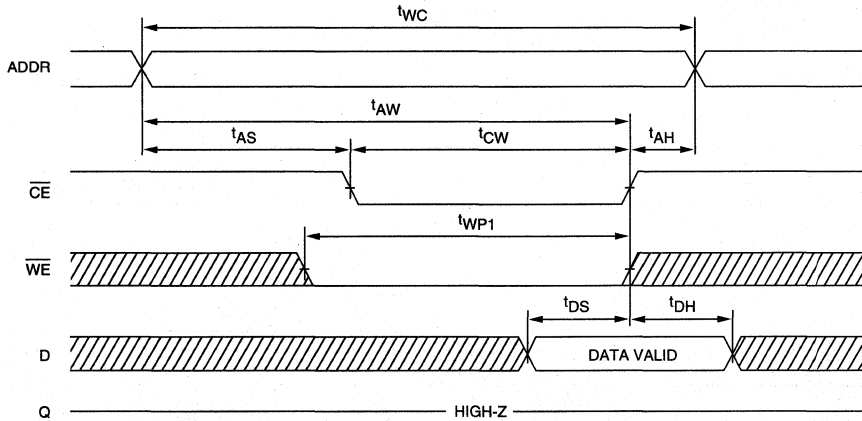 tWC
ADDR
tAW
tAS
tCW
tAH
CE
tWP1
WE
tDS
tDH
D
DATA VALID
Q
HIGH-Z